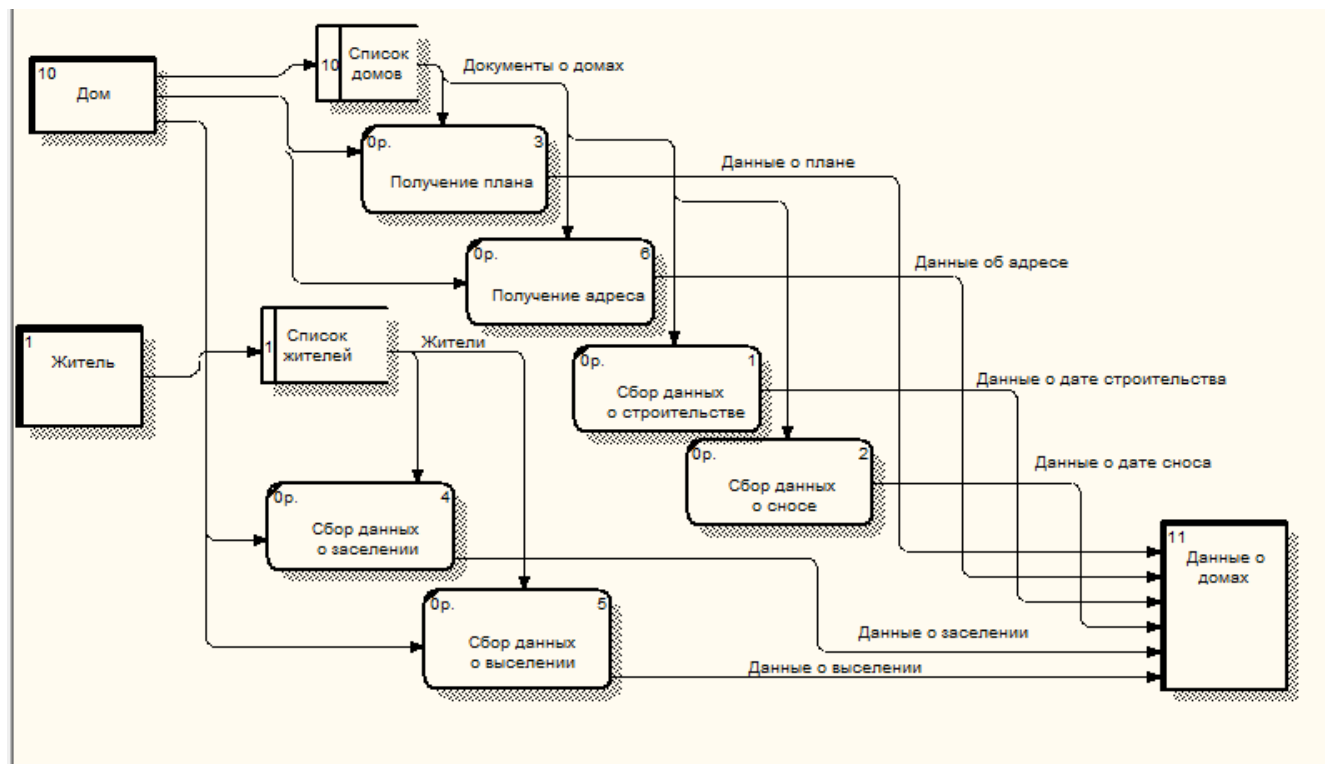 10
Дом
10
Список
домов
Документы о домах
0р.
3
Получение плана
Данные о плане
0р.
6
Получение адреса
Данные об адресе
1
Житель
1
Список
жителей
Жители
0р.
1
Сбор данных
о строительстве
Данные о дате строительства
0р.
2
Сбор данных
о сносе
Данные о дате сноса
0р.
4
Сбор данных
о заселении
Данные о заселении
0р.
5
Сбор данных
о выселении
Данные о выселении
11
Данные о
домах